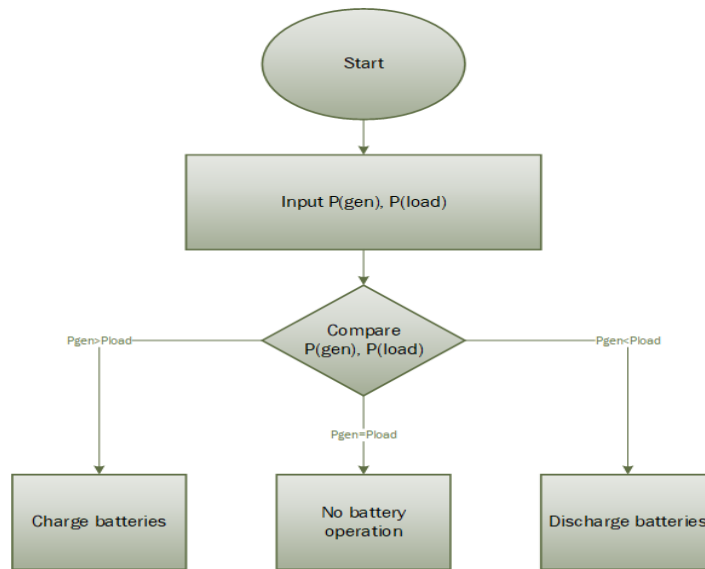 Start
Input P(gen), P(load)
Compare
P(gen), P(load)
Pgen>Pload
Pgen<Pload
Pgen=Pload
Charge batteries
No battery
operation
Discharge batteries